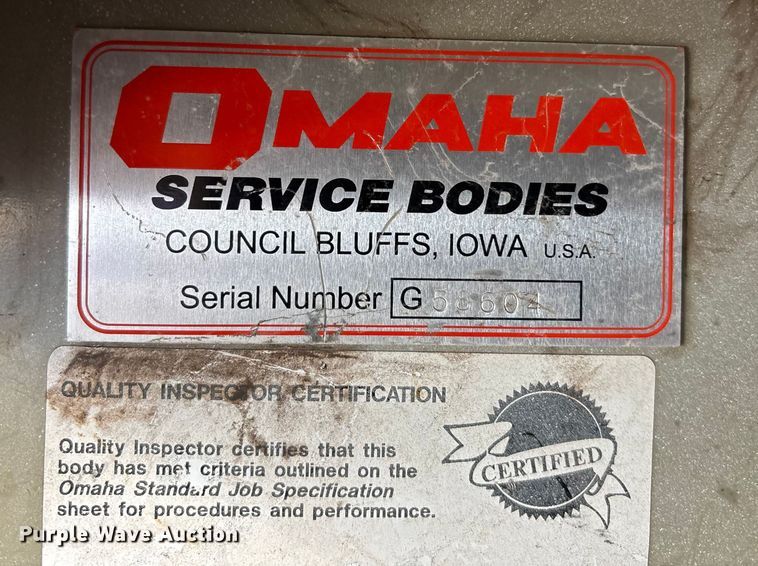 OMAHA
SERVICE BODIES
COUNCIL BLUFFS, IOWA U.S.A.
Serial Number G
QUALITY INSPECTOR CERTIFICATION
Quality Inspector certifies that this
body has met criteria outlined on the
Omaha Standard Job Specification
sheet for procedures and performance.
CERTIFIED
Purple Wave Auction